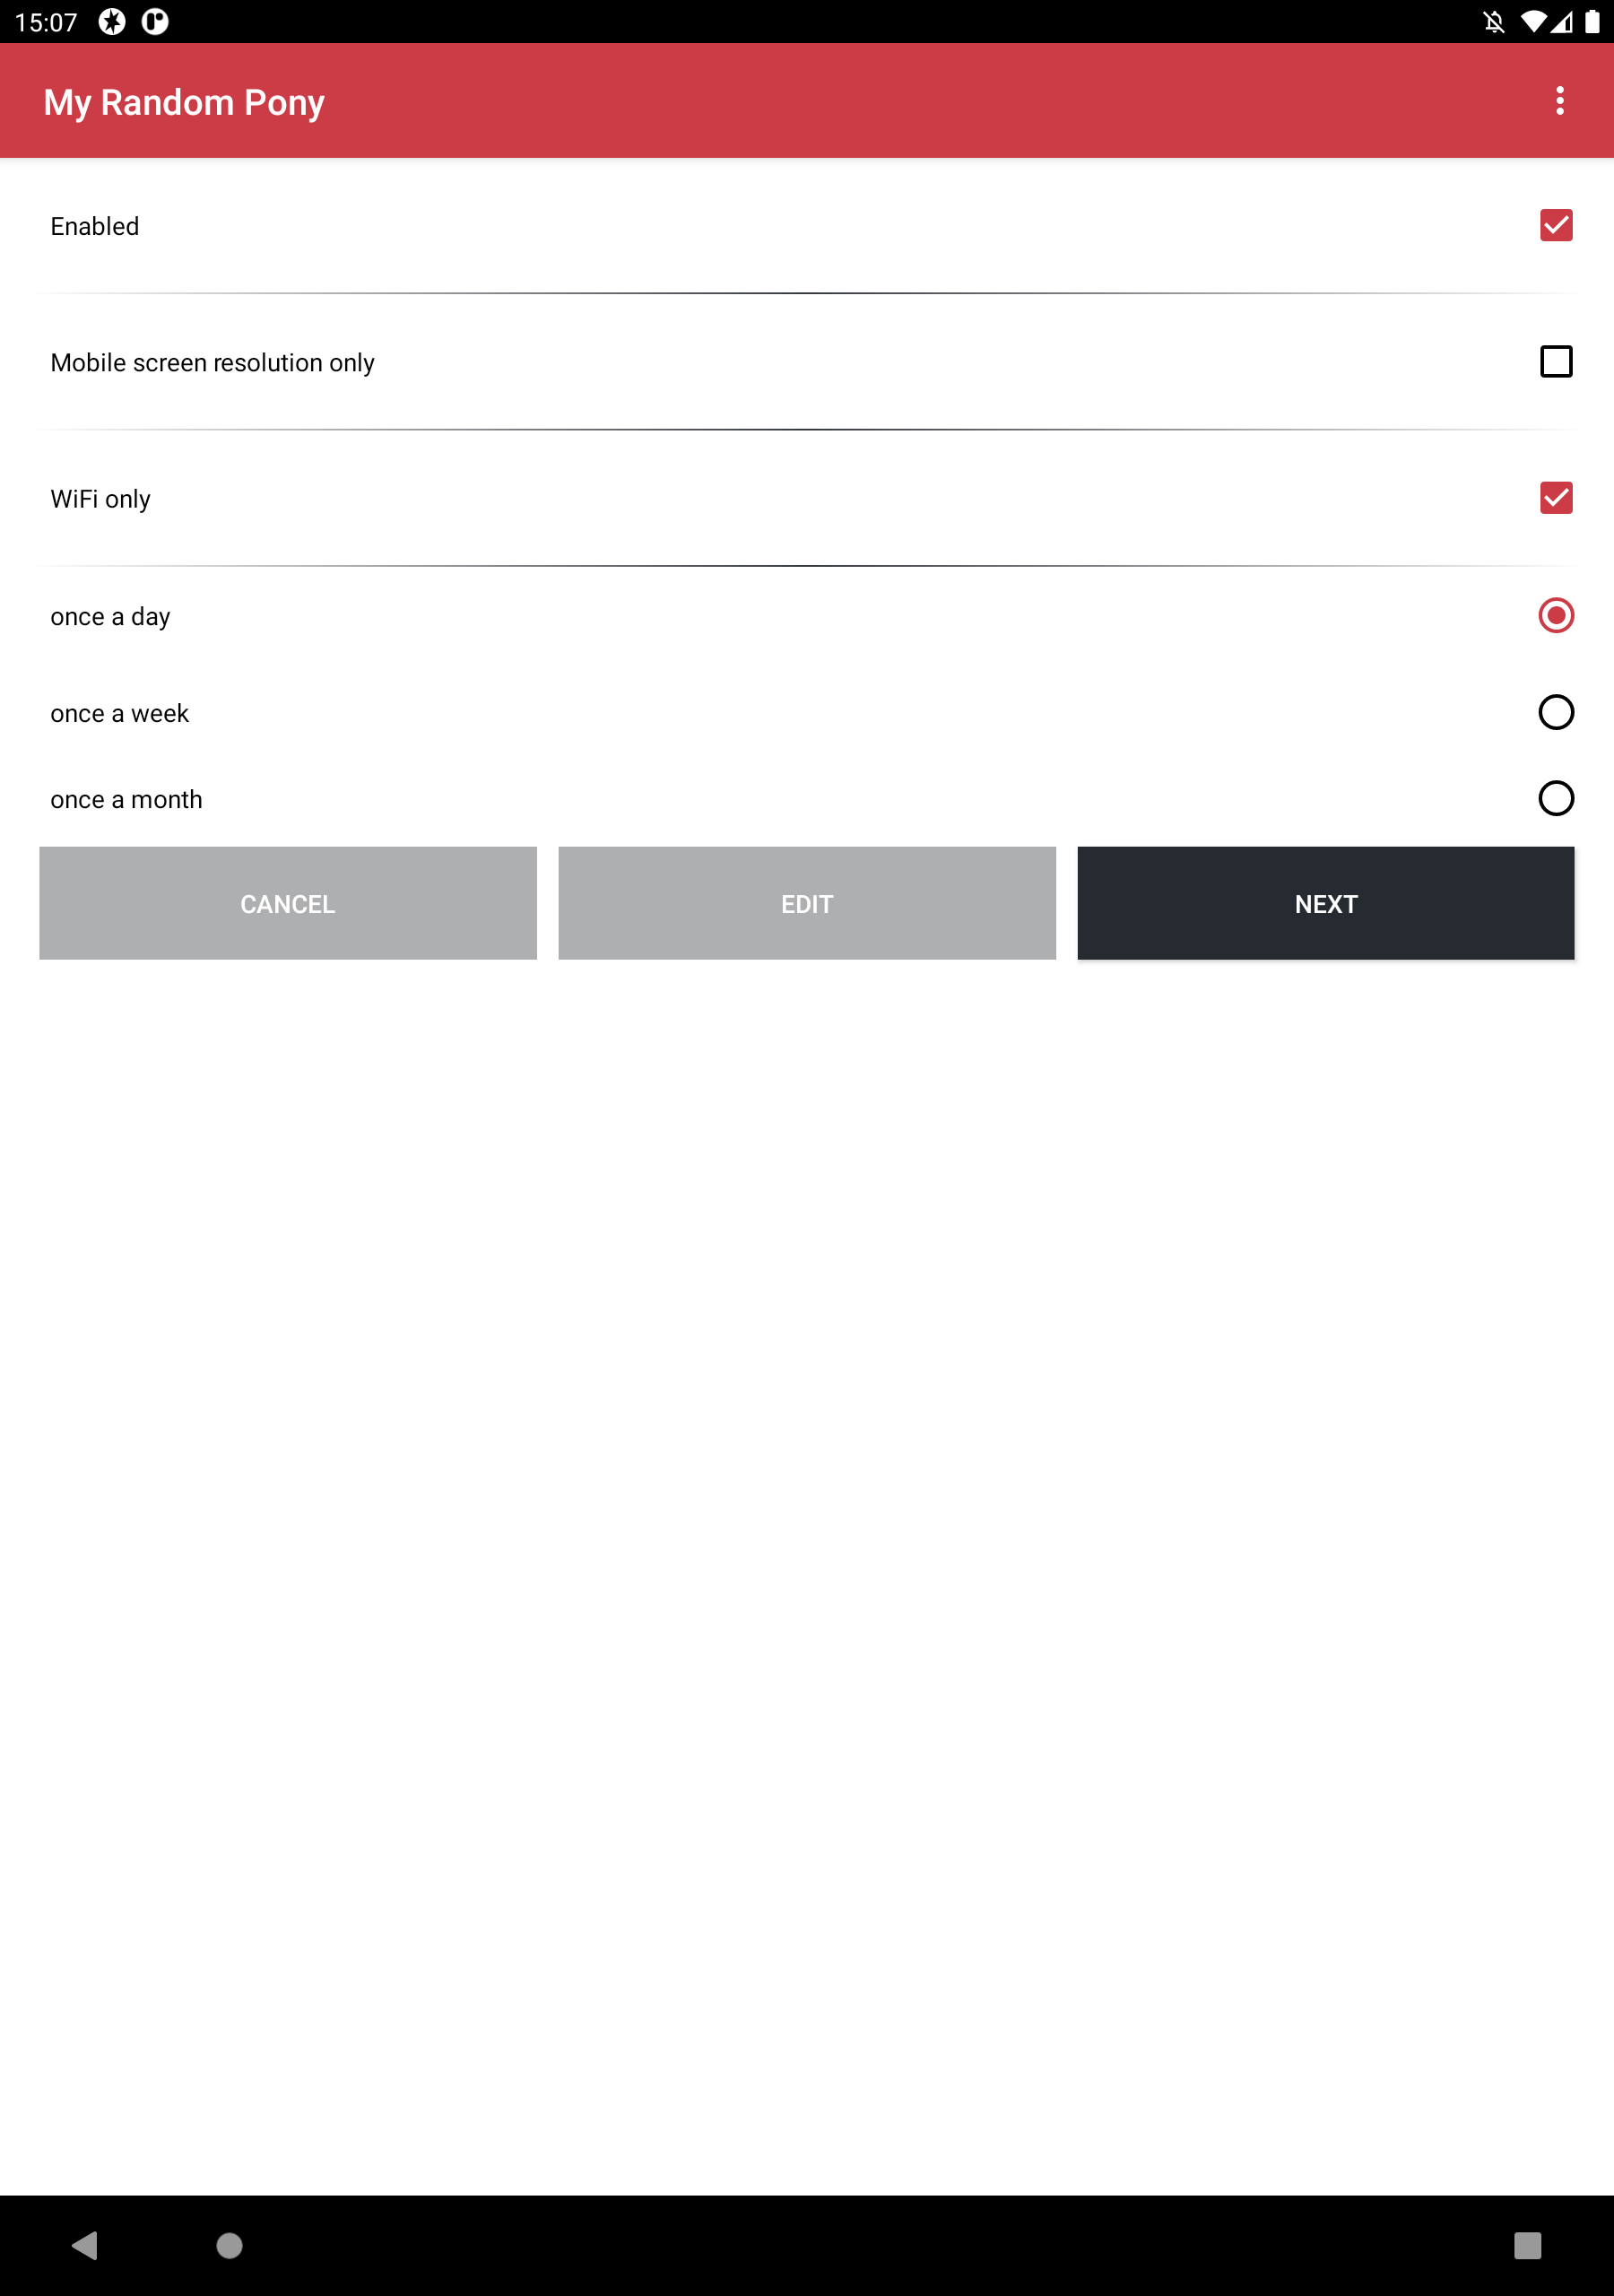 15:07
My Random Pony
Enabled
Mobile screen resolution only
WiFi only
once a day
once a week
once a month
CANCEL EDIT NEXT